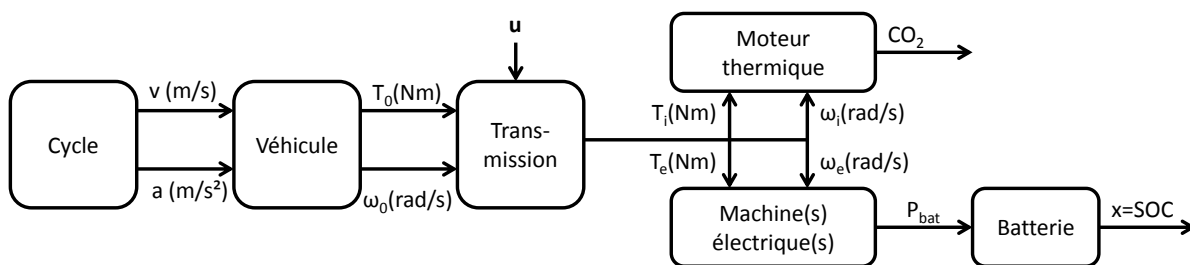 u
Moteur
thermique
CO₂
v (m/s)
T₀(Nm)
Cycle
Véhicule
Trans-
mission
Tᵢ(Nm)
ωᵢ(rad/s)
a (m/s²)
ω₀(rad/s)
Tₑ(Nm)
ωₑ(rad/s)
Machine(s)
électrique(s)
P_bat
Batterie
x=SOC